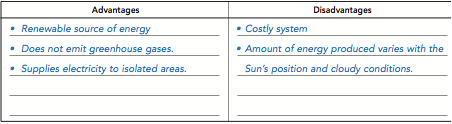 Advantages
Disadvantages
• Renewable source of energy
• Does not emit greenhouse gases.
• Supplies electricity to isolated areas.
• Costly system
• Amount of energy produced varies with the
Sun's position and cloudy conditions.